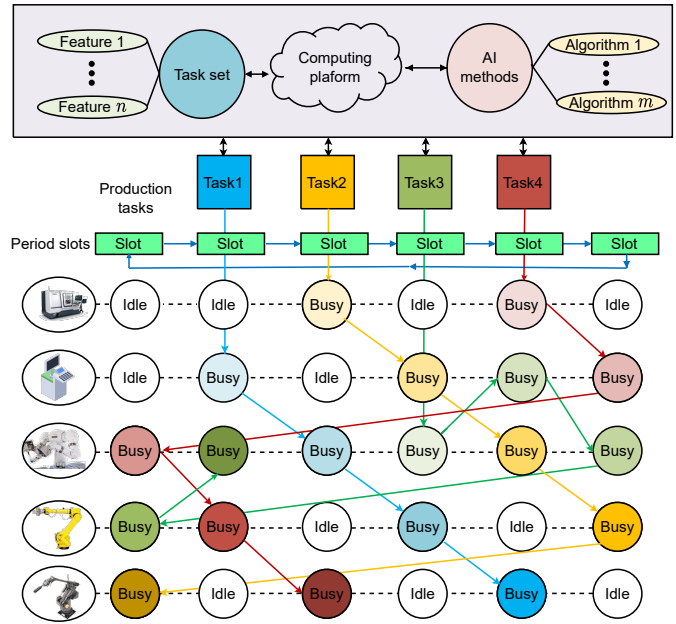 Feature 1
Feature n
Task set
Computing
plaform
AI
methods
Algorithm 1
Algorithm m
Production
tasks
Task1
Task2
Task3
Task4
Period slots
Slot
Slot
Slot
Slot
Slot
Slot
Idle
Idle
Busy
Idle
Busy
Idle
Idle
Busy
Idle
Busy
Busy
Busy
Busy
Busy
Busy
Busy
Busy
Busy
Busy
Busy
Idle
Busy
Idle
Busy
Busy
Idle
Busy
Idle
Busy
Idle